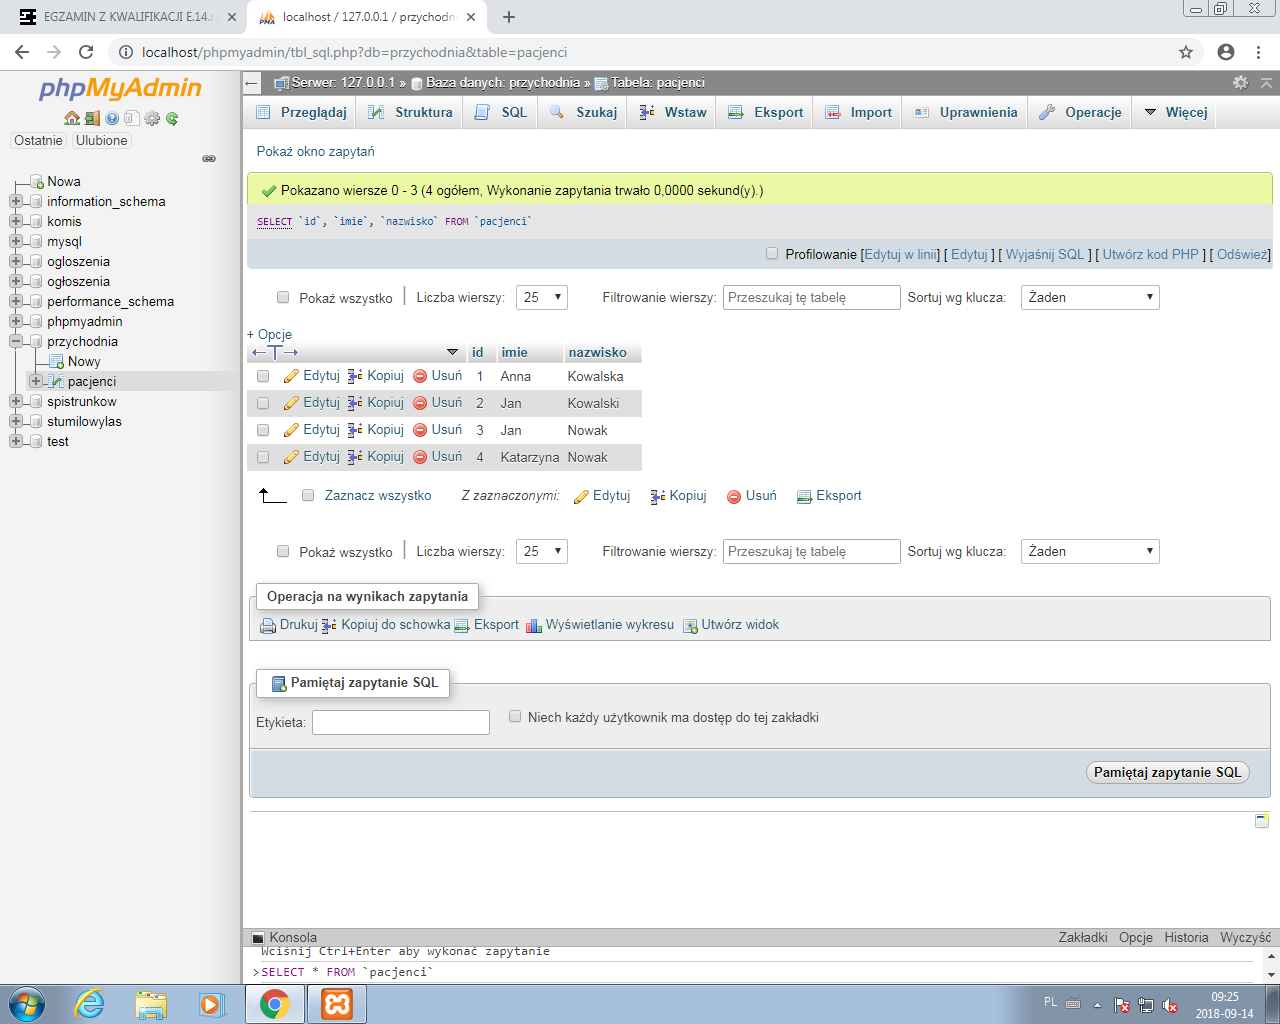 EGZAMIN Z KWALIFIKACJI E.14.
localhost / 127.0.0.1 / przychodni
localhost/phpmyadmin/tbl_sql.php?db=przychodnia&table=pacjenci
phpMyAdmin
Ostatnie Ulubione
Nowa
information_schema
komis
mysql
ogloszenia
ogłoszenia
performance_schema
phpmyadmin
przychodnia
Nowy
pacjenci
spistrunkow
stumilowylas
test
Serwer: 127.0.0.1 » Baza danych: przychodnia » Tabela: pacjenci
Przeglądaj Struktura SQL Szukaj Wstaw Eksport Import Uprawnienia Operacje Więcej
Pokaż okno zapytań
Pokazano wiersze 0 - 3 (4 ogółem, Wykonanie zapytania trwało 0,0000 sekund(y).)
SELECT `id`, `imie`, `nazwisko` FROM `pacjenci`
Profilowanie [Edytuj w linii] [ Edytuj ] [ Wyjaśnij SQL ] [ Utwórz kod PHP ] [ Odśwież]
Pokaż wszystko Liczba wierszy: 25 Filtrowanie wierszy: Przeszukaj tę tabelę Sortuj wg klucza: Żaden
+ Opcje
id imie nazwisko
Edytuj Kopiuj Usuń 1 Anna Kowalska
Edytuj Kopiuj Usuń 2 Jan Kowalski
Edytuj Kopiuj Usuń 3 Jan Nowak
Edytuj Kopiuj Usuń 4 Katarzyna Nowak
Zaznacz wszystko Z zaznaczonymi: Edytuj Kopiuj Usuń Eksport
Pokaż wszystko Liczba wierszy: 25 Filtrowanie wierszy: Przeszukaj tę tabelę Sortuj wg klucza: Żaden
Operacja na wynikach zapytania
Drukuj Kopiuj do schowka Eksport Wyświetlanie wykresu Utwórz widok
Pamiętaj zapytanie SQL
Etykieta: Niech każdy użytkownik ma dostęp do tej zakładki
Pamiętaj zapytanie SQL
Konsola Zakładki Opcje Historia Wyczyść
Wciśnij Ctrl+Enter aby wykonać zapytanie
>SELECT * FROM `pacjenci`
PL 09:25
2018-09-14